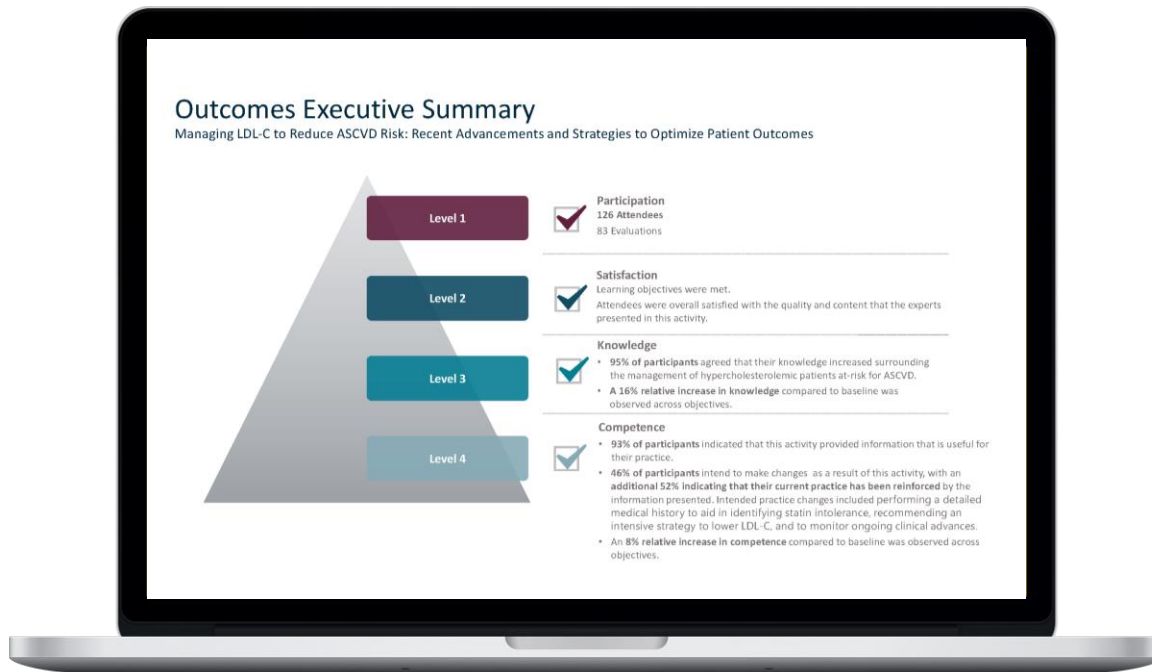 Outcomes Executive Summary
Managing LDL-C to Reduce ASCVD Risk: Recent Advancements and Strategies to Optimize Patient Outcomes
Level 1
Participation
126 Attendees
83 Evaluations
Level 2
Satisfaction
Learning objectives were met.
Attendees were overall satisfied with the quality and content that the experts
presented in this activity.
Level 3
Knowledge
• 95% of participants agreed that their knowledge increased surrounding
the management of hypercholesterolemic patients at-risk for ASCVD.
• A 16% relative increase in knowledge compared to baseline was
observed across objectives.
Level 4
Competence
• 93% of participants indicated that this activity provided information that is useful for
their practice.
• 46% of participants intend to make changes as a result of this activity, with an
additional 52% indicating that their current practice has been reinforced by the
information presented. Intended practice changes included performing a detailed
medical history to aid in identifying statin intolerance, recommending an
intensive strategy to lower LDL-C, and to monitor ongoing clinical advances.
• An 8% relative increase in competence compared to baseline was observed across
objectives.